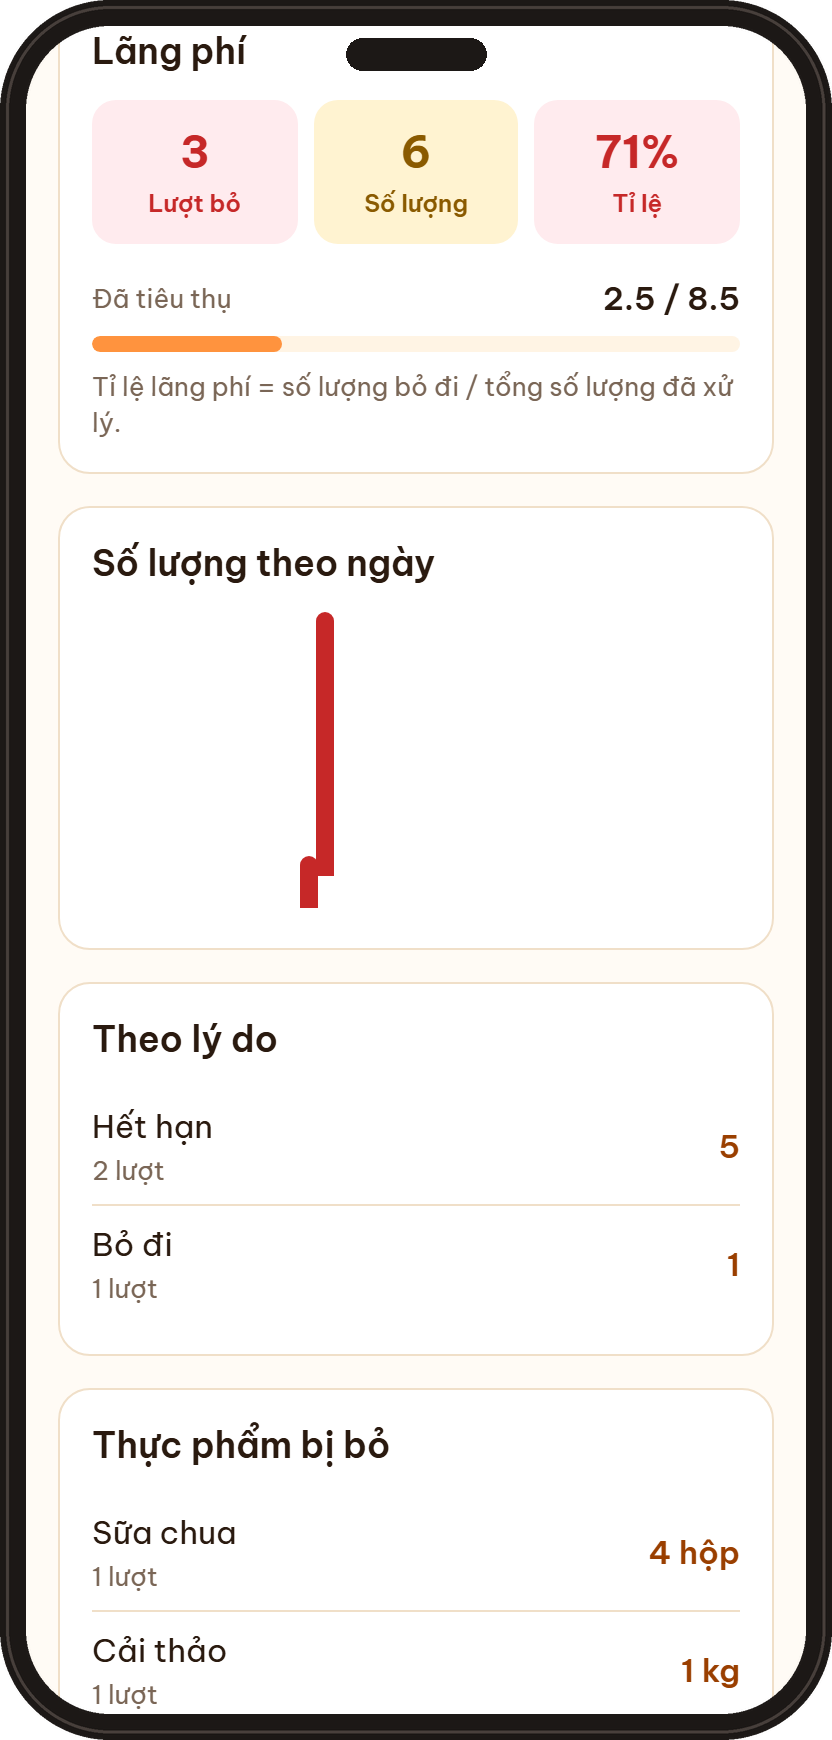 Lãng phí
3
Lượt bỏ
6
Số lượng
71%
Tỉ lệ
Đã tiêu thụ
2.5 / 8.5
Tỉ lệ lãng phí = số lượng bỏ đi / tổng số lượng đã xử
lý.
Số lượng theo ngày
Theo lý do
Hết hạn
5
2 lượt
Bỏ đi
1
1 lượt
Thực phẩm bị bỏ
Sữa chua
4 hộp
1 lượt
Cải thảo
1 kg
1 lượt